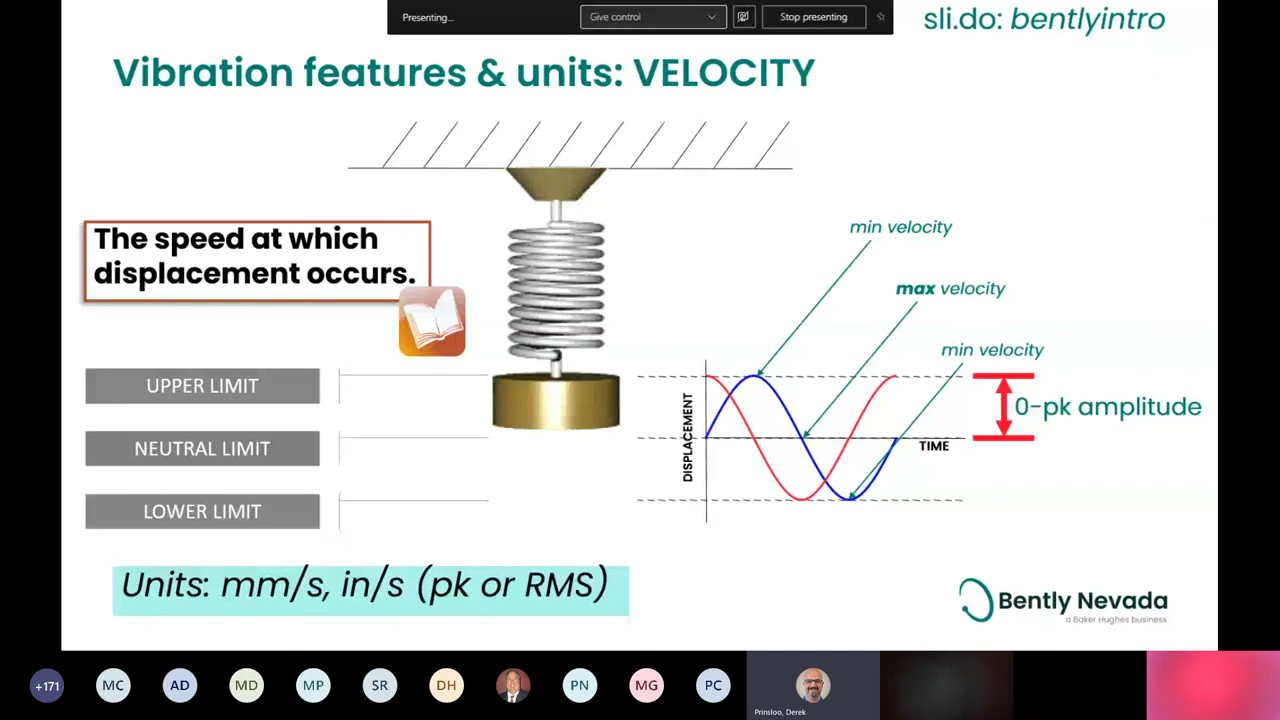 Presenting...
Give control
Stop presenting
sli.do: bentlyintro
Vibration features & units: VELOCITY
The speed at which
displacement occurs.
min velocity
max velocity
min velocity
UPPER LIMIT
NEUTRAL LIMIT
LOWER LIMIT
DISPLACEMENT
TIME
0-pk amplitude
Units: mm/s, in/s (pk or RMS)
Bently Nevada
a Baker Hughes business
+171
MC
AD
MD
MP
SR
DH
PN
MG
PC
Prinsloo, Derek